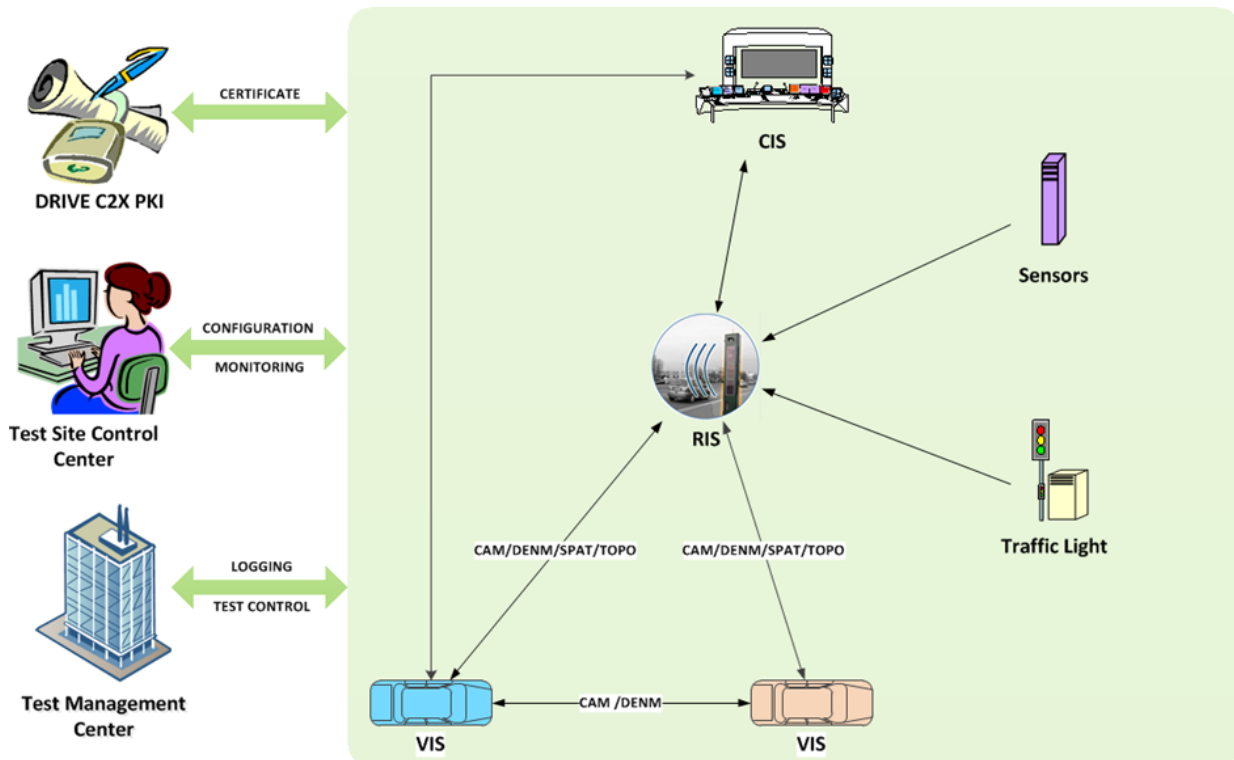 CERTIFICATE
DRIVE C2X PKI
CIS
Sensors
CONFIGURATION
MONITORING
Test Site Control
Center
RIS
Traffic Light
CAM/DENM/SPAT/TOPO
CAM/DENM/SPAT/TOPO
LOGGING
TEST CONTROL
Test Management
Center
CAM /DENM
VIS
VIS